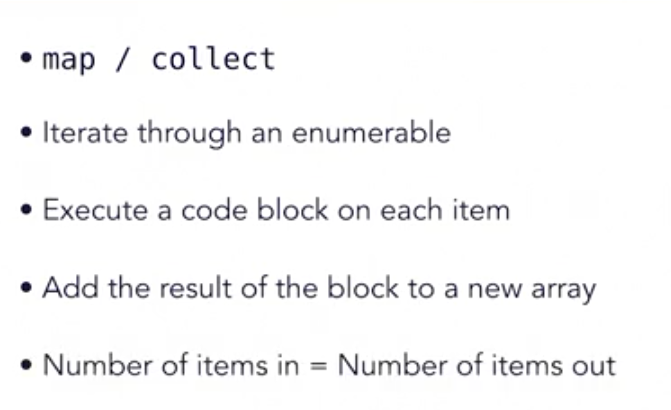 • map / collect
• Iterate through an enumerable
• Execute a code block on each item
• Add the result of the block to a new array
• Number of items in = Number of items out